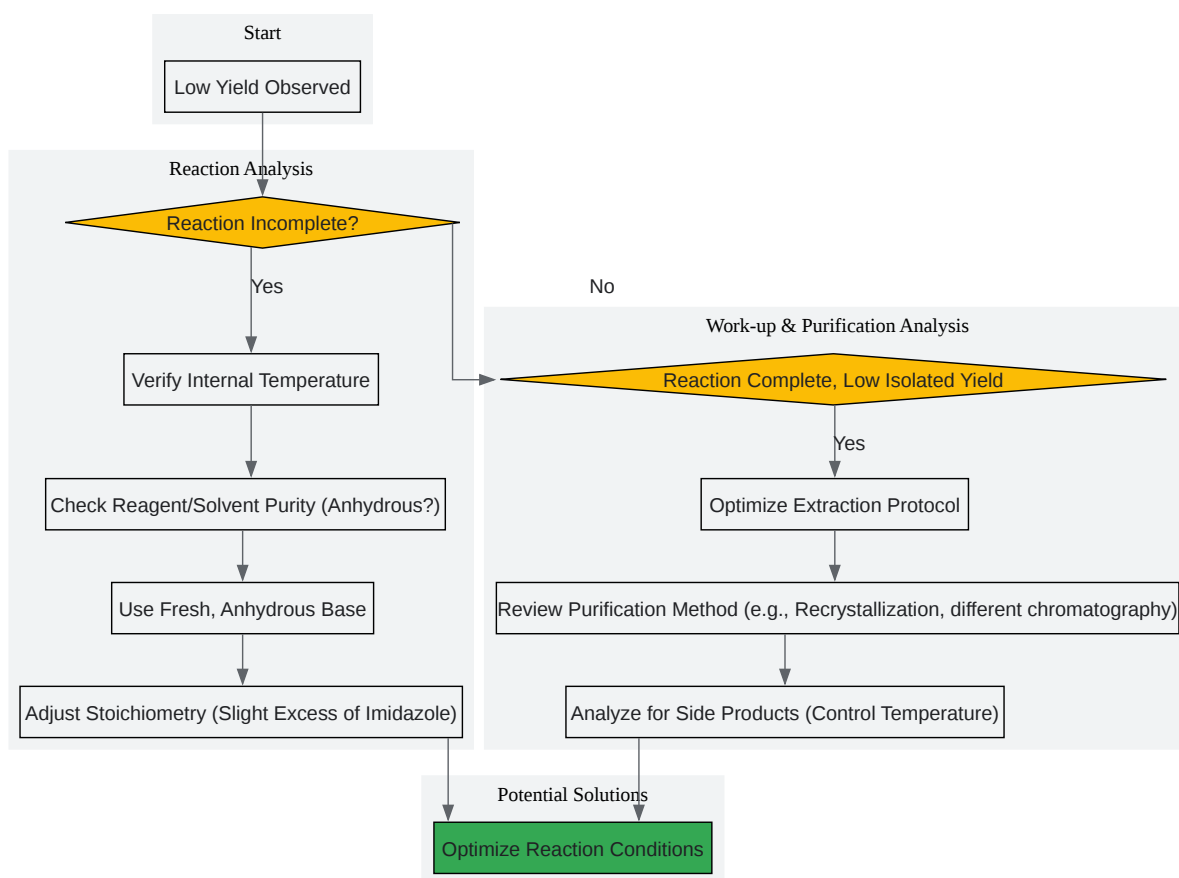 Start
Low Yield Observed
Reaction Analysis
Reaction Incomplete?
Yes
No
Verify Internal Temperature
Check Reagent/Solvent Purity (Anhydrous?)
Use Fresh, Anhydrous Base
Adjust Stoichiometry (Slight Excess of Imidazole)
Work-up & Purification Analysis
Reaction Complete, Low Isolated Yield
Yes
Optimize Extraction Protocol
Review Purification Method (e.g., Recrystallization, different chromatography)
Analyze for Side Products (Control Temperature)
Potential Solutions
Optimize Reaction Conditions